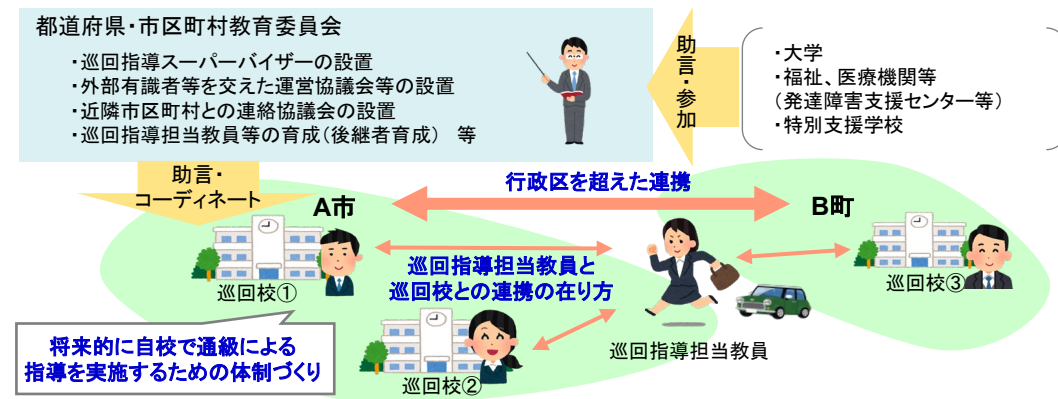 都道府県・市区町村教育委員会
・巡回指導スーパーバイザーの設置
・外部有識者等を交えた運営協議会等の設置
・近隣市区町村との連絡協議会の設置
・巡回指導担当教員等の育成(後継者育成)　等
助言・参加
・大学
・福祉、医療機関等
(発達障害支援センター等)
・特別支援学校
助言・
コーディネート
行政区を超えた連携
A市
B町
巡回校①
巡回指導担当教員と
巡回校との連携の在り方
巡回校③
将来的に自校で通級による
指導を実施するための体制づくり
巡回校②
巡回指導担当教員